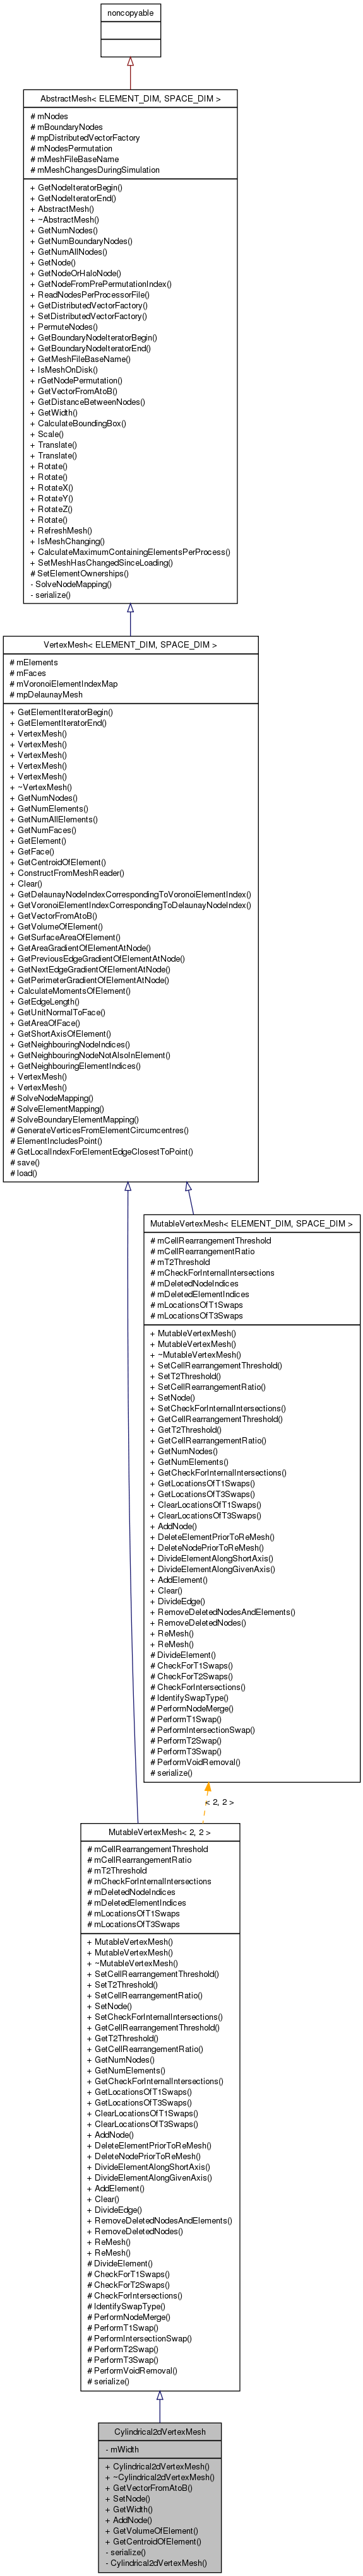 noncopyable
AbstractMesh< ELEMENT_DIM, SPACE_DIM >
# mNodes
# mBoundaryNodes
# mpDistributedVectorFactory
# mNodesPermutation
# mMeshFileBaseName
# mMeshChangesDuringSimulation
+ GetNodeIteratorBegin()
+ GetNodeIteratorEnd()
+ AbstractMesh()
+ ~AbstractMesh()
+ GetNumNodes()
+ GetNumBoundaryNodes()
+ GetNumAllNodes()
+ GetNode()
+ GetNodeOrHaloNode()
+ GetNodeFromPrePermutationIndex()
+ ReadNodesPerProcessorFile()
+ GetDistributedVectorFactory()
+ SetDistributedVectorFactory()
+ PermuteNodes()
+ GetBoundaryNodeIteratorBegin()
+ GetBoundaryNodeIteratorEnd()
+ GetMeshFileBaseName()
+ IsMeshOnDisk()
+ rGetNodePermutation()
+ GetVectorFromAtoB()
+ GetDistanceBetweenNodes()
+ GetWidth()
+ CalculateBoundingBox()
+ Scale()
+ Translate()
+ Translate()
+ Rotate()
+ Rotate()
+ RotateX()
+ RotateY()
+ RotateZ()
+ Rotate()
+ RefreshMesh()
+ IsMeshChanging()
+ CalculateMaximumContainingElementsPerProcess()
+ SetMeshHasChangedSinceLoading()
# SetElementOwnerships()
- SolveNodeMapping()
- serialize()
VertexMesh< ELEMENT_DIM, SPACE_DIM >
# mElements
# mFaces
# mVoronoiElementIndexMap
# mpDelaunayMesh
+ GetElementIteratorBegin()
+ GetElementIteratorEnd()
+ VertexMesh()
+ VertexMesh()
+ VertexMesh()
+ VertexMesh()
+ VertexMesh()
+ ~VertexMesh()
+ GetNumNodes()
+ GetNumElements()
+ GetNumAllElements()
+ GetNumFaces()
+ GetElement()
+ GetFace()
+ GetCentroidOfElement()
+ ConstructFromMeshReader()
+ Clear()
+ GetDelaunayNodeIndexCorrespondingToVoronoiElementIndex()
+ GetVoronoiElementIndexCorrespondingToDelaunayNodeIndex()
+ GetVectorFromAtoB()
+ GetVolumeOfElement()
+ GetSurfaceAreaOfElement()
+ GetAreaGradientOfElementAtNode()
+ GetPreviousEdgeGradientOfElementAtNode()
+ GetNextEdgeGradientOfElementAtNode()
+ GetPerimeterGradientOfElementAtNode()
+ CalculateMomentsOfElement()
+ GetEdgeLength()
+ GetUnitNormalToFace()
+ GetAreaOfFace()
+ GetShortAxisOfElement()
+ GetNeighbouringNodeIndices()
+ GetNeighbouringNodeNotAlsoInElement()
+ GetNeighbouringElementIndices()
+ VertexMesh()
+ VertexMesh()
# SolveNodeMapping()
# SolveElementMapping()
# SolveBoundaryElementMapping()
# GenerateVerticesFromElementCircumcentres()
# ElementIncludesPoint()
# GetLocalIndexForElementEdgeClosestToPoint()
# save()
# load()
MutableVertexMesh< ELEMENT_DIM, SPACE_DIM >
# mCellRearrangementThreshold
# mCellRearrangementRatio
# mT2Threshold
# mCheckForInternalIntersections
# mDeletedNodeIndices
# mDeletedElementIndices
# mLocationsOfT1Swaps
# mLocationsOfT3Swaps
+ MutableVertexMesh()
+ MutableVertexMesh()
+ ~MutableVertexMesh()
+ SetCellRearrangementThreshold()
+ SetT2Threshold()
+ SetCellRearrangementRatio()
+ SetNode()
+ SetCheckForInternalIntersections()
+ GetCellRearrangementThreshold()
+ GetT2Threshold()
+ GetCellRearrangementRatio()
+ GetNumNodes()
+ GetNumElements()
+ GetCheckForInternalIntersections()
+ GetLocationsOfT1Swaps()
+ GetLocationsOfT3Swaps()
+ ClearLocationsOfT1Swaps()
+ ClearLocationsOfT3Swaps()
+ AddNode()
+ DeleteElementPriorToReMesh()
+ DeleteNodePriorToReMesh()
+ DivideElementAlongShortAxis()
+ DivideElementAlongGivenAxis()
+ AddElement()
+ Clear()
+ DivideEdge()
+ RemoveDeletedNodesAndElements()
+ RemoveDeletedNodes()
+ ReMesh()
+ ReMesh()
# DivideElement()
# CheckForT1Swaps()
# CheckForT2Swaps()
# CheckForIntersections()
# IdentifySwapType()
# PerformNodeMerge()
# PerformT1Swap()
# PerformIntersectionSwap()
# PerformT2Swap()
# PerformT3Swap()
# PerformVoidRemoval()
# serialize()
< 2, 2 >
MutableVertexMesh< 2, 2 >
# mCellRearrangementThreshold
# mCellRearrangementRatio
# mT2Threshold
# mCheckForInternalIntersections
# mDeletedNodeIndices
# mDeletedElementIndices
# mLocationsOfT1Swaps
# mLocationsOfT3Swaps
+ MutableVertexMesh()
+ MutableVertexMesh()
+ ~MutableVertexMesh()
+ SetCellRearrangementThreshold()
+ SetT2Threshold()
+ SetCellRearrangementRatio()
+ SetNode()
+ SetCheckForInternalIntersections()
+ GetCellRearrangementThreshold()
+ GetT2Threshold()
+ GetCellRearrangementRatio()
+ GetNumNodes()
+ GetNumElements()
+ GetCheckForInternalIntersections()
+ GetLocationsOfT1Swaps()
+ GetLocationsOfT3Swaps()
+ ClearLocationsOfT1Swaps()
+ ClearLocationsOfT3Swaps()
+ AddNode()
+ DeleteElementPriorToReMesh()
+ DeleteNodePriorToReMesh()
+ DivideElementAlongShortAxis()
+ DivideElementAlongGivenAxis()
+ AddElement()
+ Clear()
+ DivideEdge()
+ RemoveDeletedNodesAndElements()
+ RemoveDeletedNodes()
+ ReMesh()
+ ReMesh()
# DivideElement()
# CheckForT1Swaps()
# CheckForT2Swaps()
# CheckForIntersections()
# IdentifySwapType()
# PerformNodeMerge()
# PerformT1Swap()
# PerformIntersectionSwap()
# PerformT2Swap()
# PerformT3Swap()
# PerformVoidRemoval()
# serialize()
Cylindrical2dVertexMesh
- mWidth
+ Cylindrical2dVertexMesh()
+ ~Cylindrical2dVertexMesh()
+ GetVectorFromAtoB()
+ SetNode()
+ GetWidth()
+ AddNode()
+ GetVolumeOfElement()
+ GetCentroidOfElement()
- serialize()
- Cylindrical2dVertexMesh()